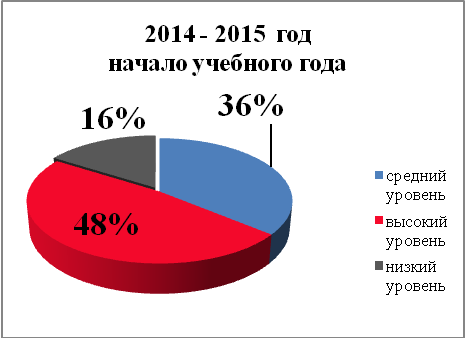 2014 - 2015 год
начало учебного года
36%
16%
48%
средний
уровень
высокий
уровень
низкий
уровень